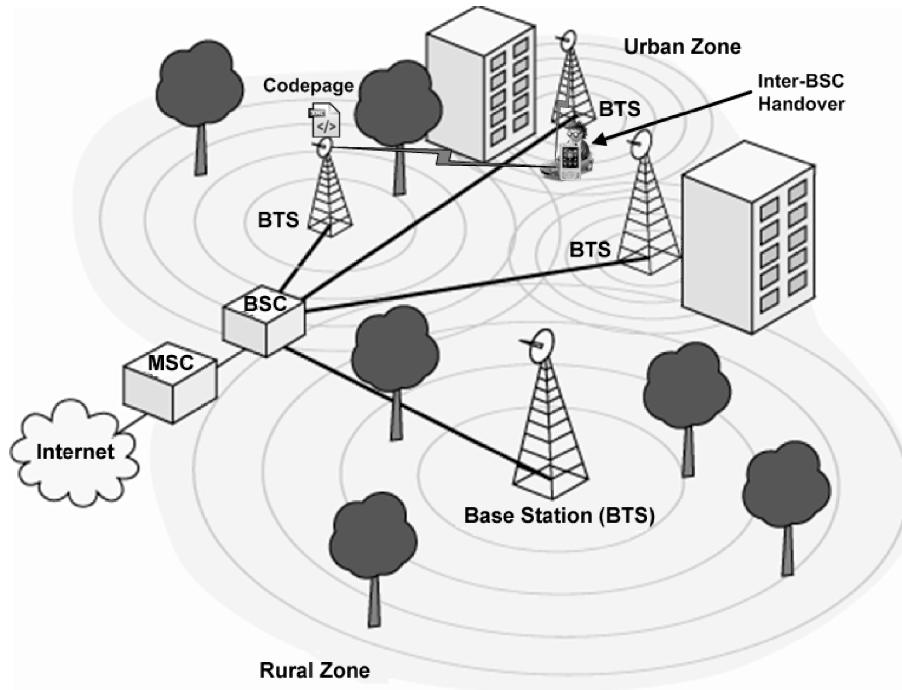 Urban Zone
Inter-BSC
Handover
Codepage
</>
BTS
BTS
BTS
BSC
MSC
Internet
Base Station (BTS)
Rural Zone